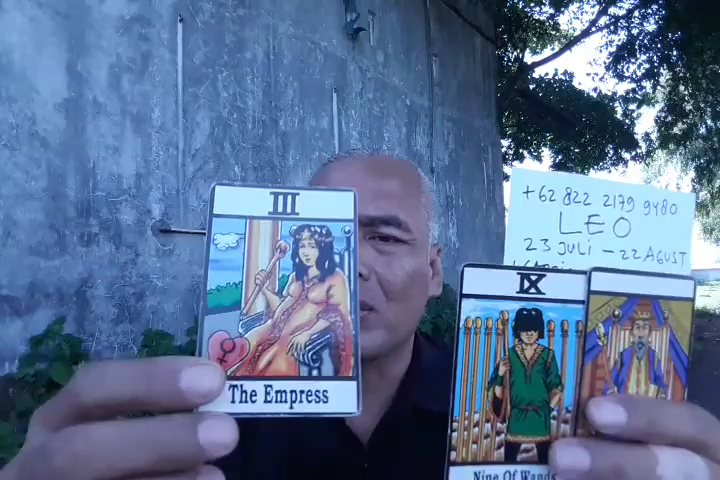 III
The Empress
+62 822 2179 9480
LEO
23 JULI - 22 AGUST
IX
Nine Of Wands